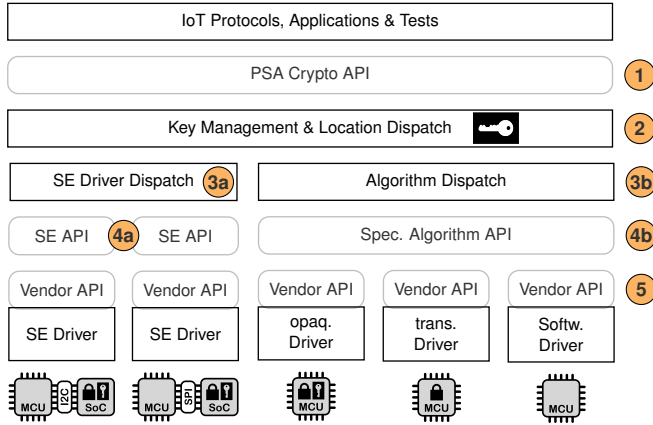 IoT Protocols, Applications & Tests
PSA Crypto API
1
Key Management & Location Dispatch
2
SE Driver Dispatch
3a
Algorithm Dispatch
3b
SE API
4a
SE API
Spec. Algorithm API
4b
Vendor API
Vendor API
Vendor API
Vendor API
Vendor API
5
SE Driver
SE Driver
opaq.
Driver
trans.
Driver
Softw.
Driver
MCU
I2C
SoC
MCU
SPI
SoC
MCU
MCU
MCU